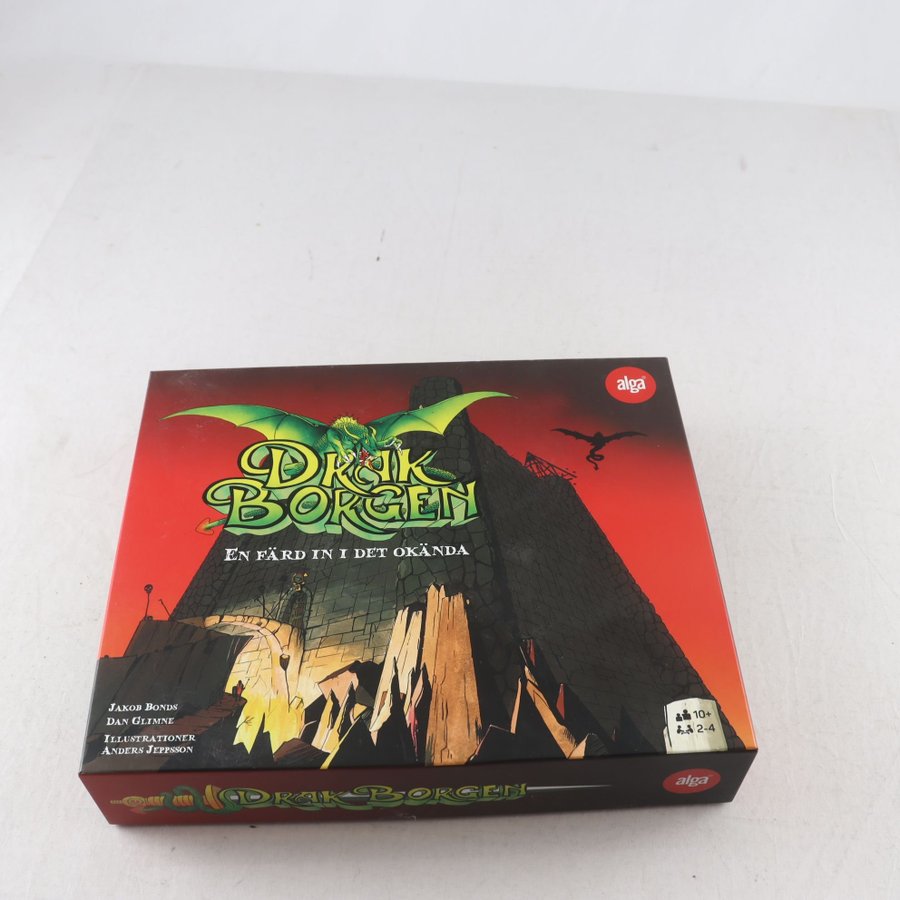 alga®
DRAK
BORGEN
EN FÄRD IN I DET OKÄNDA
JAKOB BONDS
DAN GLIMNE
ILLUSTRATIONER
ANDERS JEPPSSON
10+
2-4
DRAKBORGEN
alga®